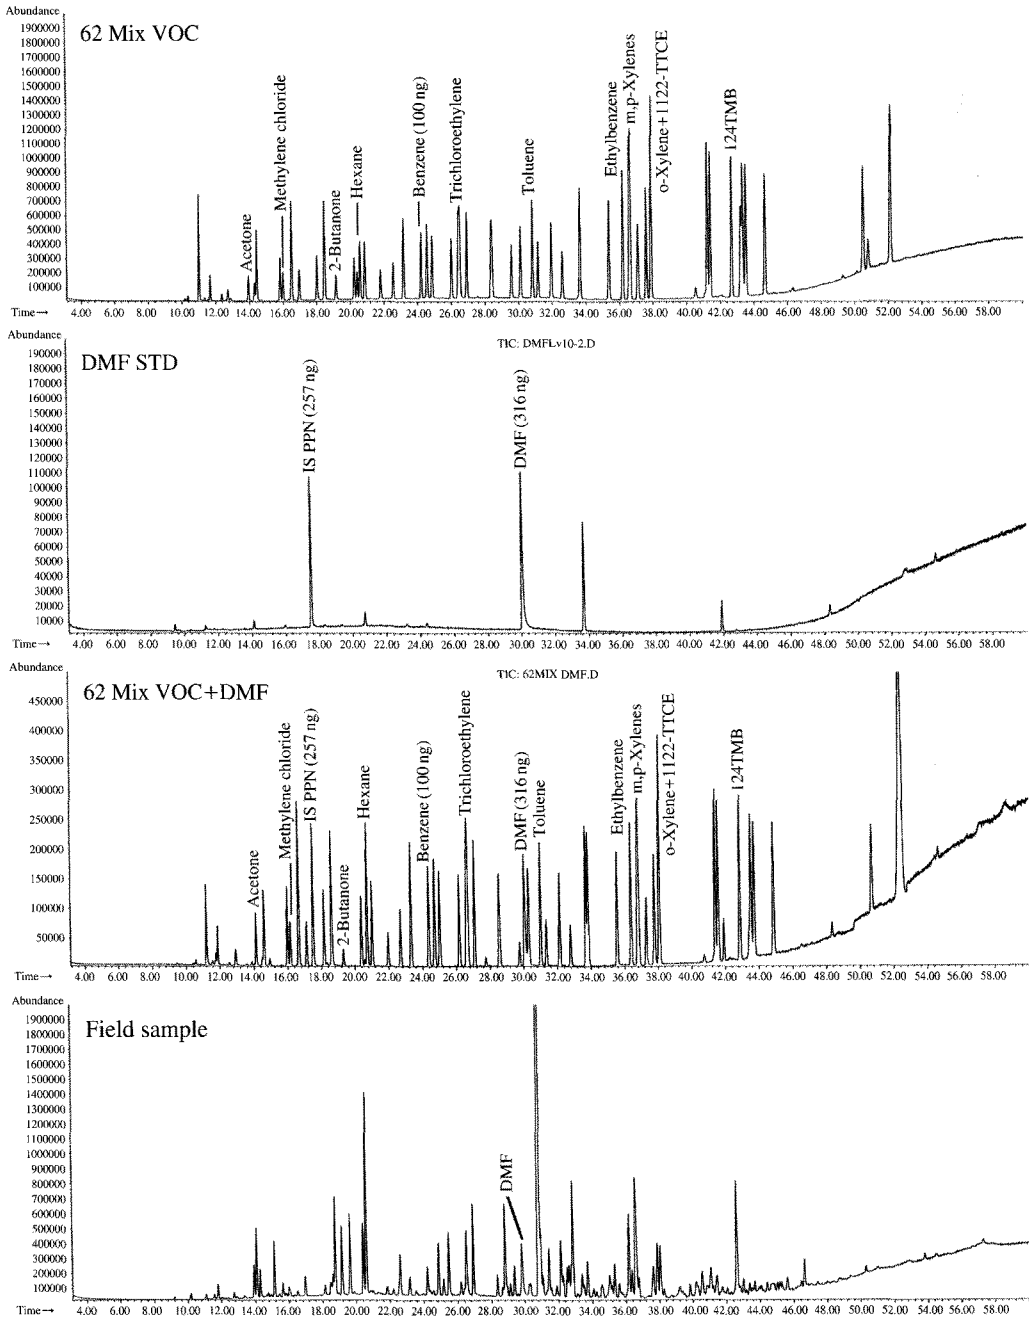 Abundance
62 Mix VOC
1900000
1800000
1700000
1600000
1500000
1400000
1300000
1200000
1100000
1000000
900000
800000
700000
600000
500000
400000
300000
200000
100000
Acetone
Methylene chloride
2-Butanone
Hexane
Benzene (100 ng)
Trichloroethylene
Toluene
Ethylbenzene
m,p-Xylenes
o-Xylene+1122-TTCE
124TMB
Time→ 4.00 6.00 8.00 10.00 12.00 14.00 16.00 18.00 20.00 22.00 24.00 26.00 28.00 30.00 32.00 34.00 36.00 38.00 40.00 42.00 44.00 46.00 48.00 50.00 52.00 54.00 56.00 58.00
Abundance
TIC: DMFLv10-2.D
DMF STD
190000
180000
170000
160000
150000
140000
130000
120000
110000
100000
90000
80000
70000
60000
50000
40000
30000
20000
10000
IS PPN (257 ng)
DMF (316 ng)
Time→ 4.00 6.00 8.00 10.00 12.00 14.00 16.00 18.00 20.00 22.00 24.00 26.00 28.00 30.00 32.00 34.00 36.00 38.00 40.00 42.00 44.00 46.00 48.00 50.00 52.00 54.00 56.00 58.00
Abundance
TIC: 62MIX DMF.D
62 Mix VOC+DMF
450000
400000
350000
300000
250000
200000
150000
100000
50000
Acetone
Methylene chloride
IS PPN (257 ng)
2-Butanone
Hexane
Benzene (100 ng)
Trichloroethylene
DMF (316 ng)
Toluene
Ethylbenzene
m,p-Xylenes
o-Xylene+1122-TTCE
124TMB
Time→ 4.00 6.00 8.00 10.00 12.00 14.00 16.00 18.00 20.00 22.00 24.00 26.00 28.00 30.00 32.00 34.00 36.00 38.00 40.00 42.00 44.00 46.00 48.00 50.00 52.00 54.00 56.00 58.00
Abundance
Field sample
1900000
1800000
1700000
1600000
1500000
1400000
1300000
1200000
1100000
1000000
900000
800000
700000
600000
500000
400000
300000
200000
100000
DMF
Time→ 4.00 6.00 8.00 10.00 12.00 14.00 16.00 18.00 20.00 22.00 24.00 26.00 28.00 30.00 32.00 34.00 36.00 38.00 40.00 42.00 44.00 46.00 48.00 50.00 52.00 54.00 56.00 58.00